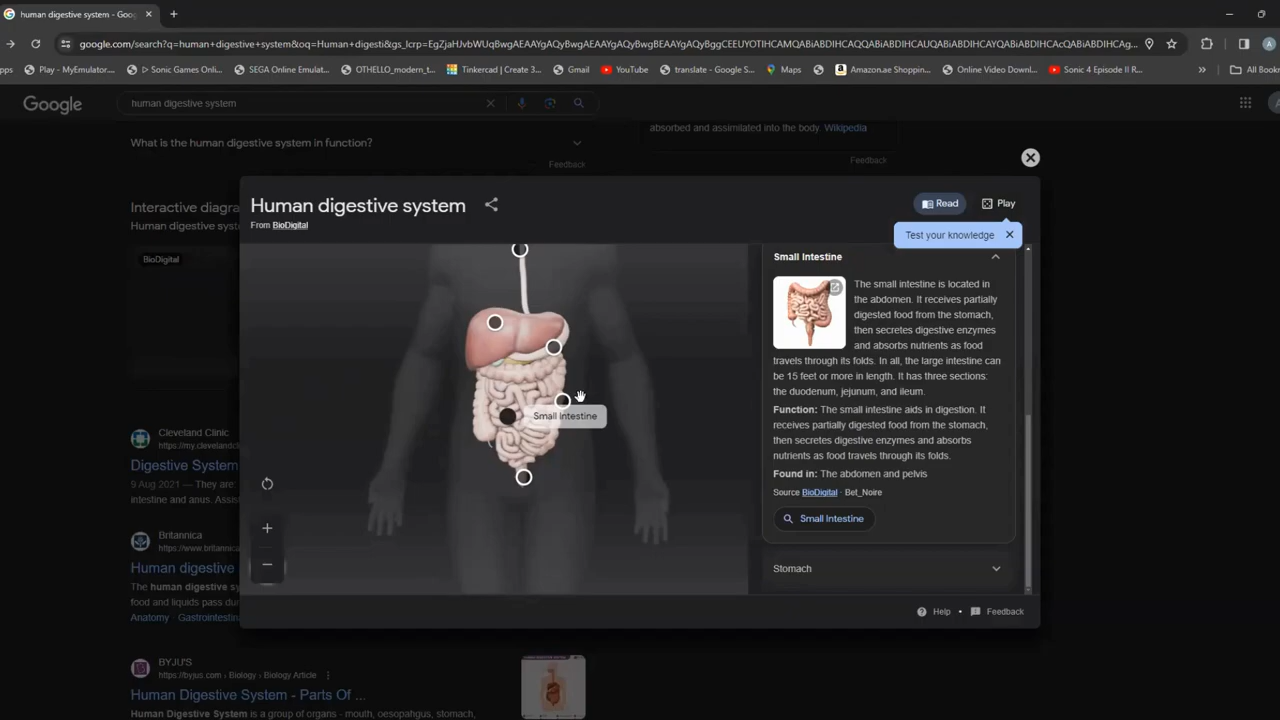 human digestive system - Goog
google.com/search?q=human+digestive+system&oq=Human+digesti&gs_lcrp=
Play - MyEmulator....
Sonic Games Onli...
SEGA Online Emulat...
OTHELLO_modern_t...
Tinkercad | Create 3...
Gmail
YouTube
translate - Google S...
Maps
Amazon.ae Shoppin...
Online Video Downl...
Sonic 4 Episode II R...
All Book
Google
human digestive system
What is the human digestive system in function?
Feedback
absorbed and assimilated into the body. Wikipedia
Feedback
Interactive diagra
Human digestive syst
BioDigital
Human digestive system
From BioDigital
Read
Play
Test your knowledge
Small Intestine
Small Intestine
The small intestine is located in
the abdomen. It receives partially
digested food from the stomach,
then secretes digestive enzymes
and absorbs nutrients as food
travels through its folds. In all, the large intestine can
be 15 feet or more in length. It has three sections:
the duodenum, jejunum, and ileum.
Function: The small intestine aids in digestion. It
receives partially digested food from the stomach,
then secretes digestive enzymes and absorbs
nutrients as food travels through its folds.
Found in: The abdomen and pelvis
Source BioDigital · Bet_Noire
Small Intestine
Stomach
Help • Feedback
Cleveland Clinic
https://my.clevelandcl
Digestive System
9 Aug 2021 — They are:
intestine and anus. Assist
Britannica
https://www.britannica
Human digestive
The human digestive sy
food and liquids pass du
Anatomy · Gastrointestin
BYJU'S
https://byjus.com › Biology › Biology Article
Human Digestive System - Parts Of ...
Human Digestive System is a group of organs - mouth, oesopahgus, stomach,